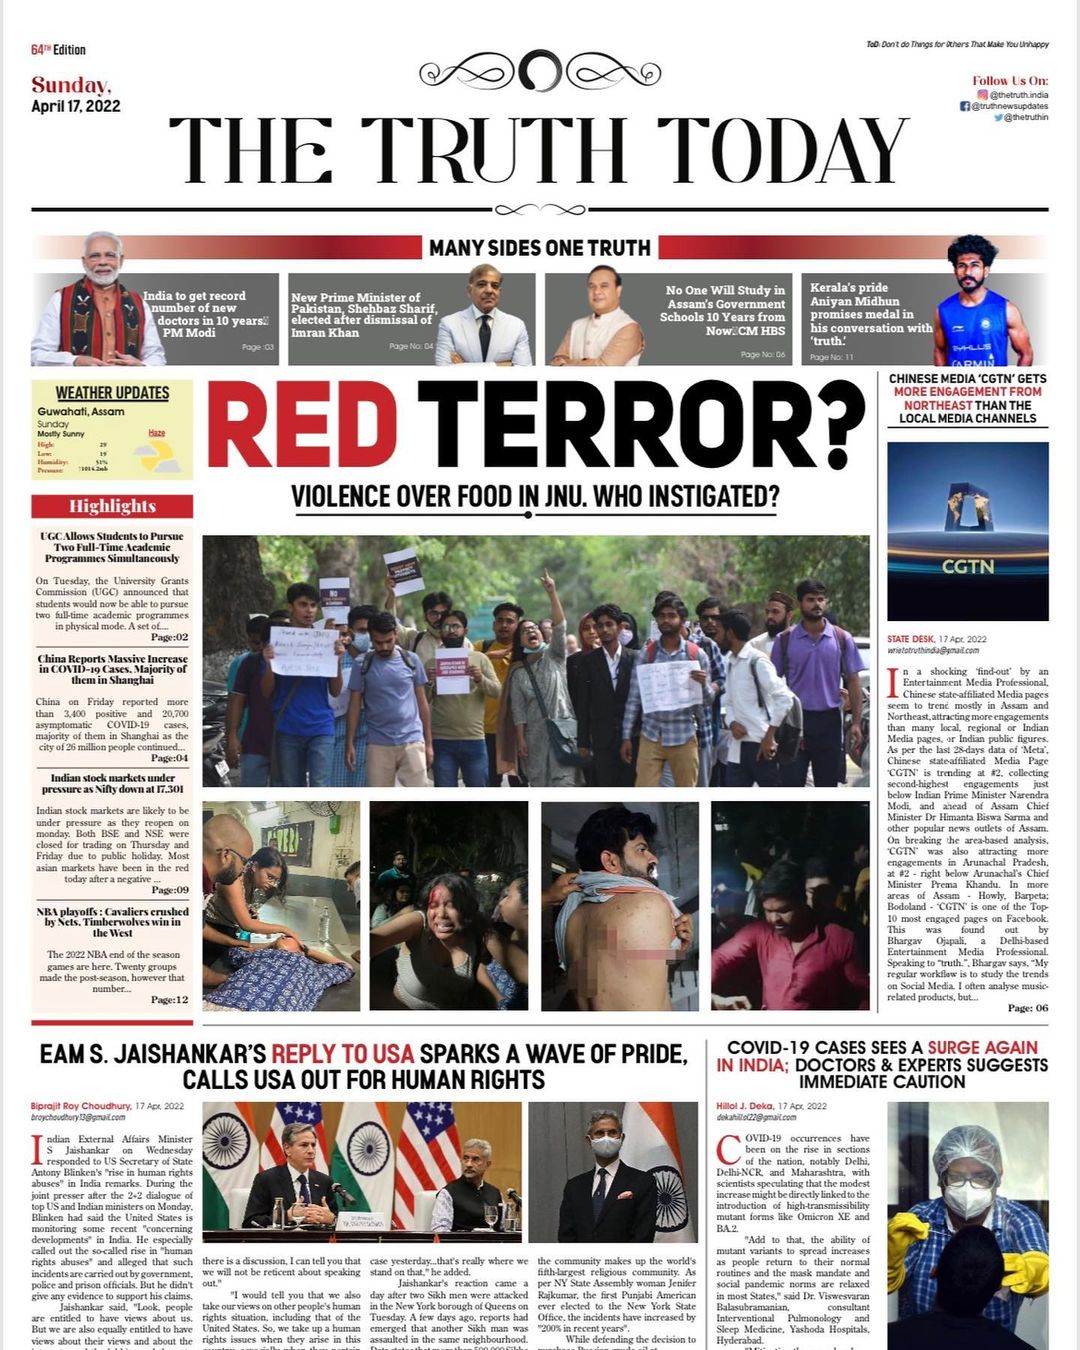 64TH Edition
ToD: Don't do Things for Others That Make You Unhappy
Sunday,
April 17, 2022
Follow Us On:
@thetruth.india
@truthnewsupdates
@thetruthin
THE TRUTH TODAY
MANY SIDES ONE TRUTH
India to get record
number of new
doctors in 10 years
PM Modi
Page :03
New Prime Minister of
Pakistan, Shehbaz Sharif,
elected after dismissal of
Imran Khan
Page No: 04
No One Will Study in
Assam's Government
Schools 10 Years from
Now CM HBS
Page No: 06
Kerala's pride
Aniyan Midhun
promises medal in
his conversation with
'truth.'
Page No: 11
WEATHER UPDATES
Guwahati, Assam
Sunday
Mostly Sunny
Haze
High: 29
Low: 19
Humidity: 51%
Pressure: ↑1014.2mb
Highlights
UGC Allows Students to Pursue
Two Full-Time Academic
Programmes Simultaneously
On Tuesday, the University Grants
Commission (UGC) announced that
students would now be able to pursue
two full-time academic programmes
in physical mode. A set of....
Page:02
China Reports Massive Increase
in COVID-19 Cases, Majority of
them in Shanghai
China on Friday reported more
than 3,400 positive and 20,700
asymptomatic COVID-19 cases,
majority of them in Shanghai as the
city of 26 million people continued...
Page:04
Indian stock markets under
pressure as Nifty down at 17,301
Indian stock markets are likely to be
under pressure as they reopen on
monday. Both BSE and NSE were
closed for trading on Thursday and
Friday due to public holiday. Most
asian markets have been in the red
today after a negative ...
Page:09
NBA playoffs : Cavaliers crushed
by Nets, Timberwolves win in
the West
The 2022 NBA end of the season
games are here. Twenty groups
made the post-season, however that
number...
Page:12
RED TERROR?
VIOLENCE OVER FOOD IN JNU. WHO INSTIGATED?
CHINESE MEDIA 'CGTN' GETS
MORE ENGAGEMENT FROM
NORTHEAST THAN THE
LOCAL MEDIA CHANNELS
CGTN
STATE DESK, 17 Apr, 2022
wrietotruthindia@gmail.com
In a shocking 'find-out' by an
Entertainment Media Professional,
Chinese state-affiliated Media pages
seem to trend mostly in Assam and
Northeast, attracting more engagements
than many local, regional or Indian
Media pages, or Indian public figures.
As per the last 28-days data of 'Meta',
Chinese state-affiliated Media Page
'CGTN' is trending at #2, collecting
second-highest engagements just
below Indian Prime Minister Narendra
Modi, and ahead of Assam Chief
Minister Dr Himanta Biswa Sarma and
other popular news outlets of Assam.
On breaking the area-based analysis,
'CGTN' was also attracting more
engagements in Arunachal Pradesh,
at #2 - right below Arunachal's Chief
Minister Prema Khandu. In more
areas of Assam - Howly, Barpeta;
Bodoland - 'CGTN' is one of the Top-
10 most engaged pages on Facebook.
This was found out by
Bhargav Ojapali, a Delhi-based
Entertainment Media Professional.
Speaking to "truth.", Bhargav says, "My
regular workflow is to study the trends
on Social Media. I often analyse music-
related products, but...
Page: 06
EAM S. JAISHANKAR'S REPLY TO USA SPARKS A WAVE OF PRIDE,
CALLS USA OUT FOR HUMAN RIGHTS
Biprajit Roy Choudhury, 17 Apr, 2022
broychoudhury13@gmail.com
Indian External Affairs Minister
S Jaishankar on Wednesday
responded to US Secretary of State
Antony Blinken's "rise in human rights
abuses" in India remarks. During the
joint presser after the 2+2 dialogue of
top US and Indian ministers on Monday,
Blinken had said the United States is
monitoring some recent "concerning
developments" in India. He especially
called out the so-called rise in "human
rights abuses" and alleged that such
incidents are carried out by government,
police and prison officials. But he didn't
give any evidence to support his claims.
Jaishankar said, "Look, people
are entitled to have views about us.
But we are also equally entitled to have
views about their views and about the
there is a discussion, I can tell you that
we will not be reticent about speaking
out."
"I would tell you that we also
take our views on other people's human
rights situation, including that of the
United States. So, we take up a human
rights issues when they arise in this
case yesterday...that's really where we
stand on that," he added.
Jaishankar's reaction came a
day after two Sikh men were attacked
in the New York borough of Queens on
Tuesday. A few days ago, reports had
emerged that another Sikh man was
assaulted in the same neighbourhood.
the community makes up the world's
fifth-largest religious community. As
per NY State Assembly woman Jenifer
Rajkumar, the first Punjabi American
ever elected to the New York State
Office, the incidents have increased by
"200% in recent years".
While defending the decision to
COVID-19 CASES SEES A SURGE AGAIN
IN INDIA; DOCTORS & EXPERTS SUGGESTS
IMMEDIATE CAUTION
Hillol J. Deka, 17 Apr, 2022
dekahillol22@gmail.com
COVID-19 occurrences have
been on the rise in sections
of the nation, notably Delhi,
Delhi-NCR, and Maharashtra, with
scientists speculating that the modest
increase might be directly linked to the
introduction of high-transmissibility
mutant forms like Omicron XE and
BA.2.
"Add to that, the ability of
mutant variants to spread increases
as people return to their normal
routines and the mask mandate and
social pandemic norms are relaxed
in most States," said Dr. Viswesvaran
Balasubramanian, consultant
Interventional Pulmonology and
Sleep Medicine, Yashoda Hospitals,
Hyderabad.